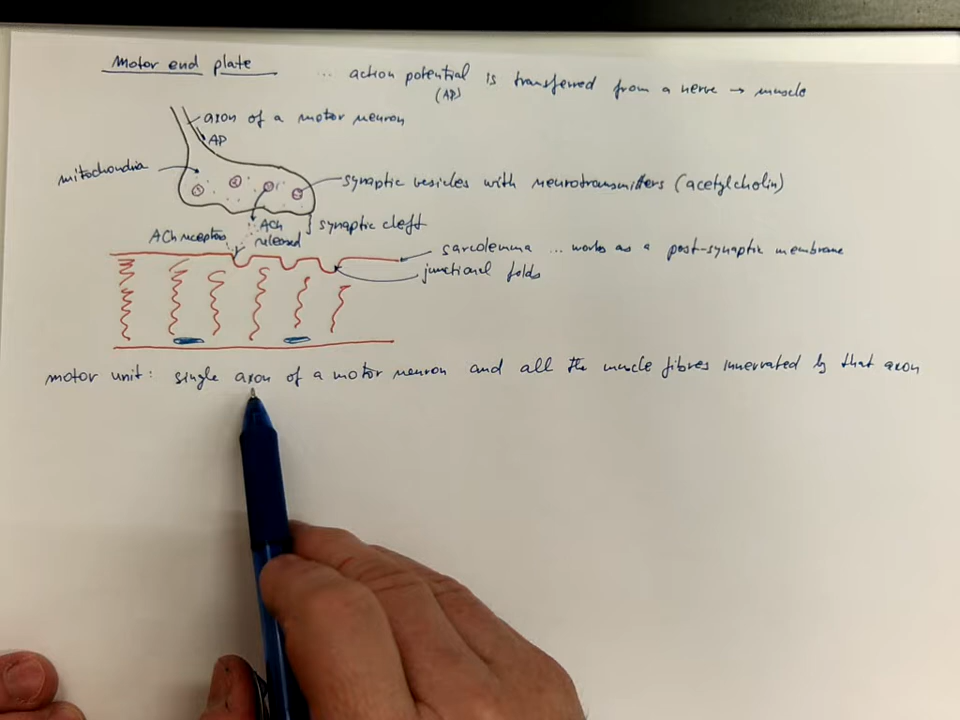 Motor end plate ... action potential is transferred from a nerve → muscle
(AP)
axon of a motor neuron
AP
mitochondria
synaptic vesicles with neurotransmitters (acetylcholin)
ACh released
synaptic cleft
ACh receptors
sarcolemma ... works as a post-synaptic membrane
junctional folds
motor unit: single axon of a motor neuron and all the muscle fibres innervated by that axon